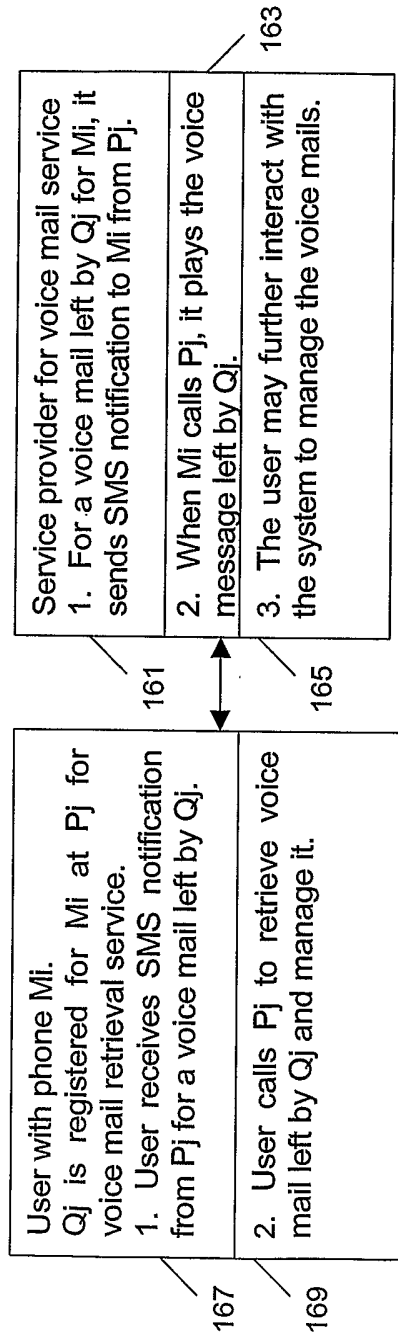 User with phone Mi.
Qj is registered for Mi at Pj for
voice mail retrieval service.
1. User receives SMS notification
from Pj for a voice mail left by Qj.
167
2. User calls Pj to retrieve voice
mail left by Qj and manage it.
169
Service provider for voice mail service
1. For a voice mail left by Qj for Mi, it
sends SMS notification to Mi from Pj.
161
2. When Mi calls Pj, it plays the voice
message left by Qj.
163
3. The user may further interact with
the system to manage the voice mails.
165